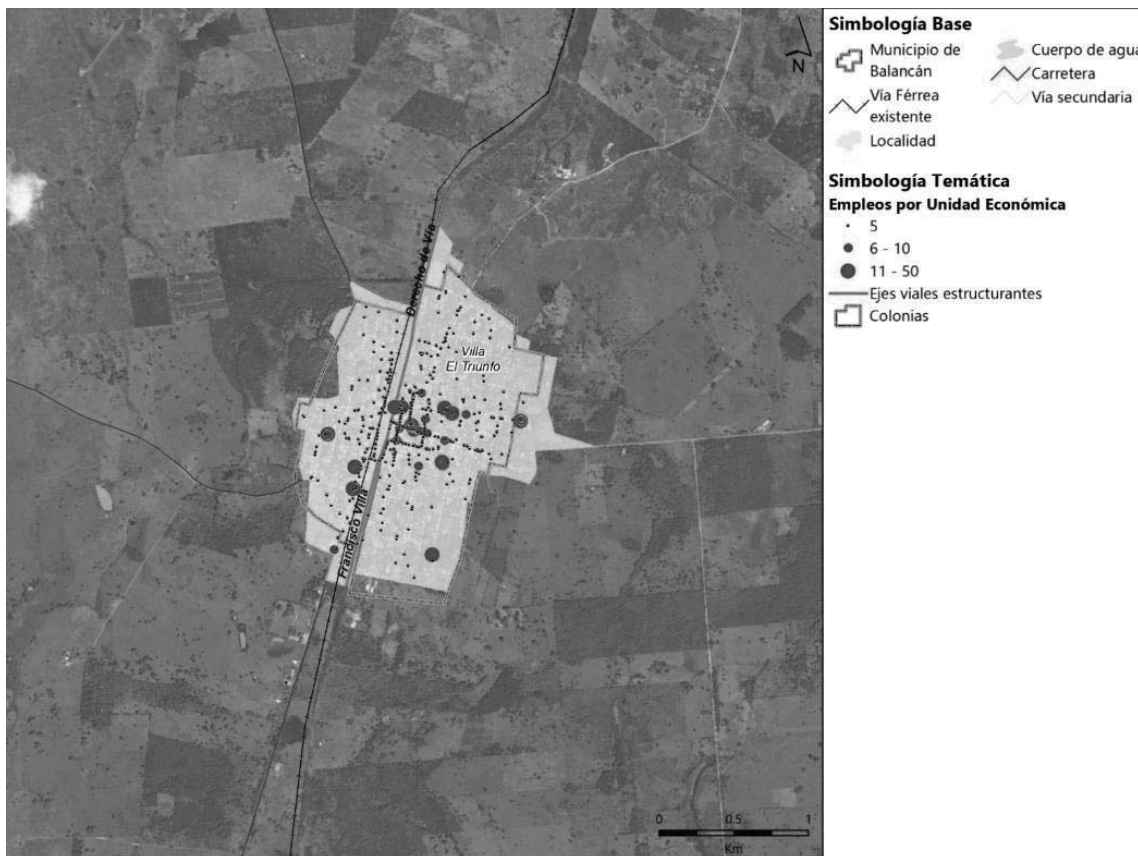 N
Derecho de Vía
Villa
El Triunfo
Francisco Villa
0 0.5 1
Km
Simbología Base
Municipio de
Balancán
Vía Férrea
existente
Localidad
Cuerpo de agua
Carretera
Vía secundaria
Simbología Temática
Empleos por Unidad Económica
5
6 - 10
11 - 50
Ejes viales estructurantes
Colonias